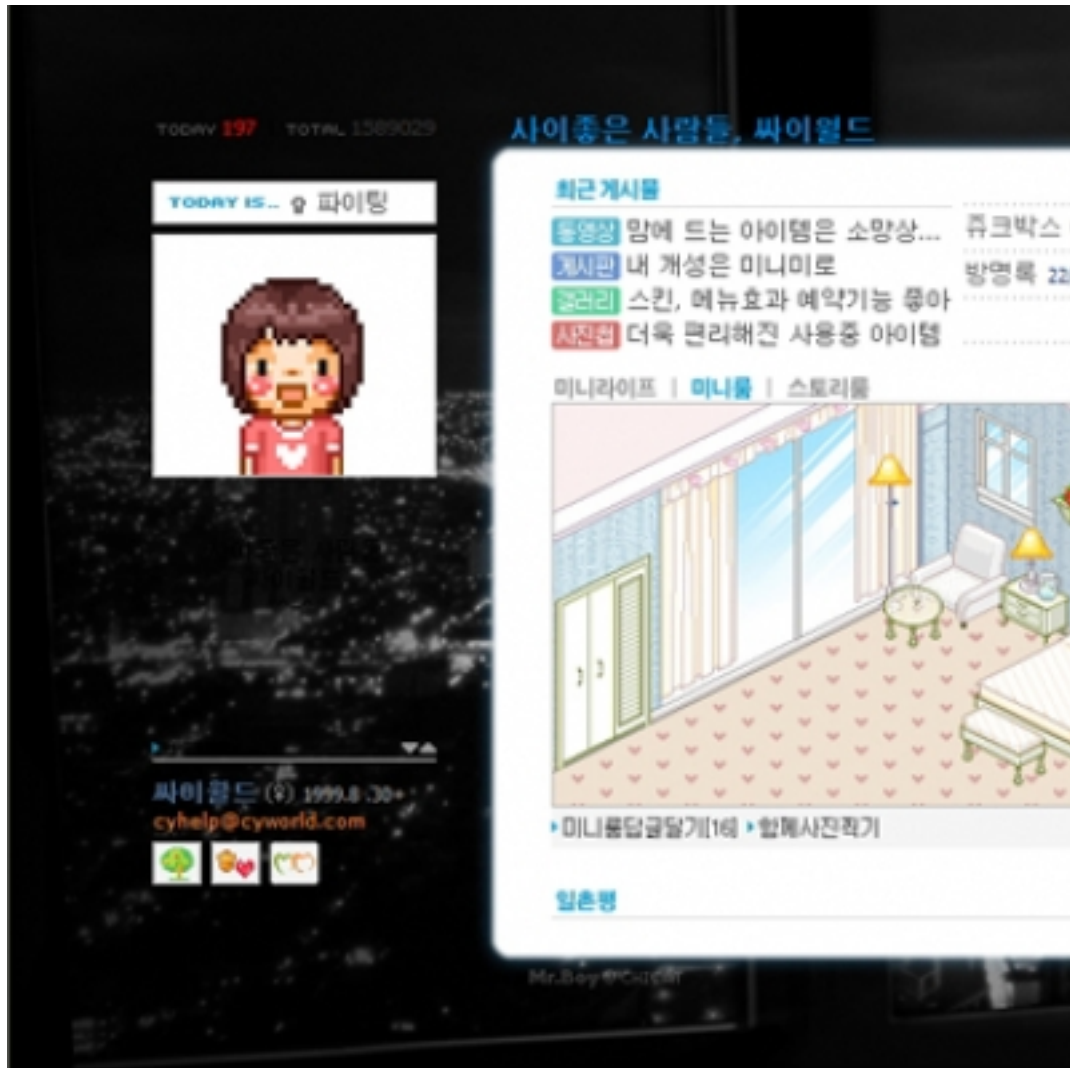 TODAY 197 TOTAL 1589029
사이좋은 사람들, 싸이월드
TODAY IS.. 파이팅
최근 게시물
동영상 맘에 드는 아이템은 소망상...
게시판 내 개성은 미니미로
갤러리 스킨, 메뉴효과 예약기능 좋아
사진첩 더욱 편리해진 사용중 아이템
쥬크박스
방명록 22
미니라이프 | 미니룸 | 스토리룸
미니룸답글달기[16] 함께사진찍기
싸이월드 (♀) 1999.8 .30
cyhelp@cyworld.com
일촌평
Mr.Boy